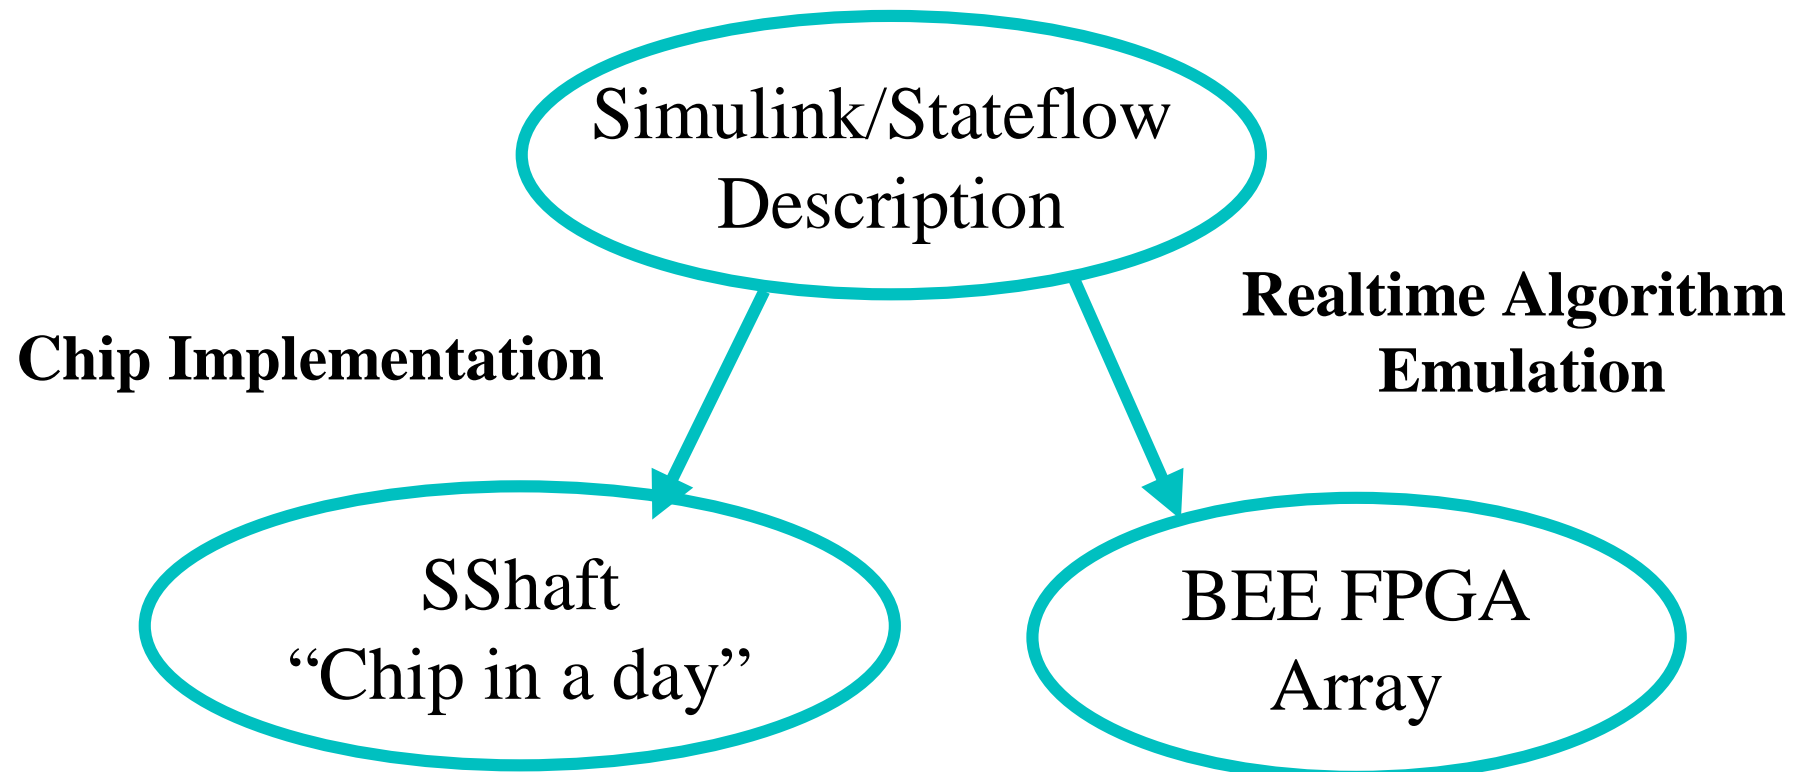 Simulink/Stateflow
Description
Realtime Algorithm
Emulation
Chip Implementation
SShaft
“Chip in a day”
BEE FPGA
Array